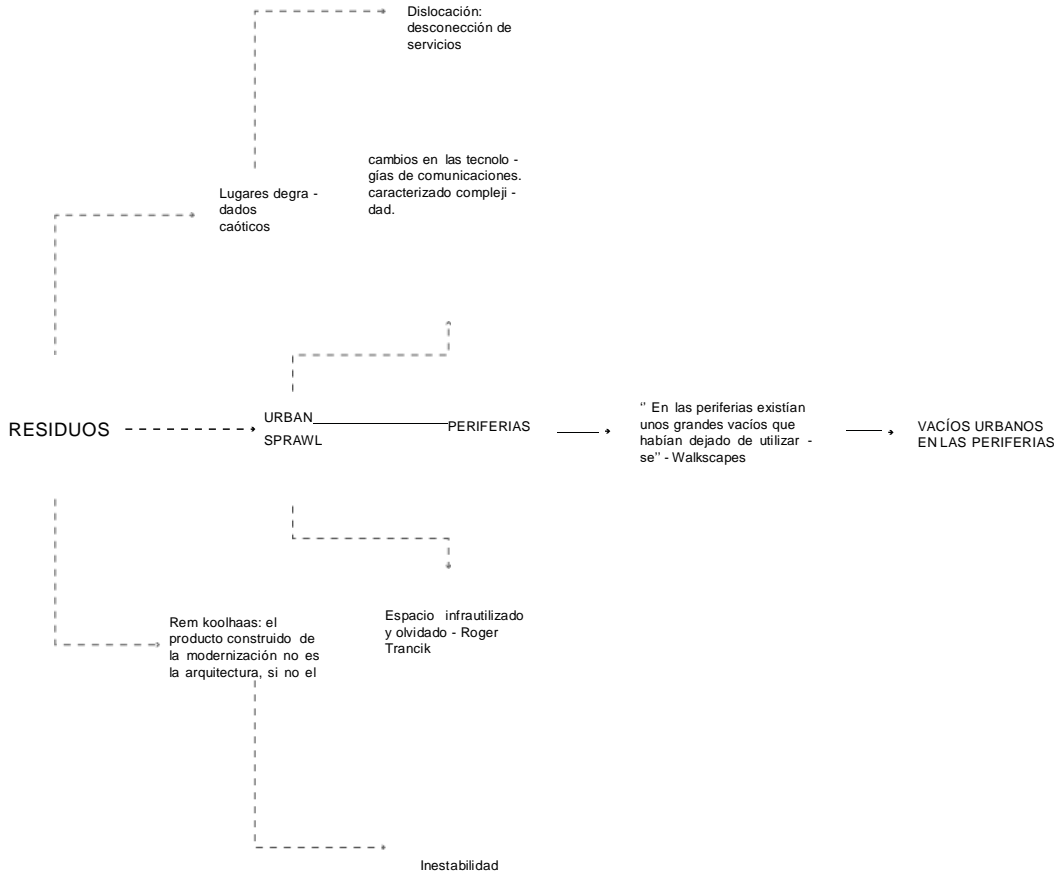 Dislocación:
desconección de
servicios
cambios en las tecnolo -
gías de comunicaciones.
caracterizado compleji -
dad.
Lugares degra -
dados
caóticos
RESIDUOS
URBAN
SPRAWL
PERIFERIAS
‘’ En las periferias existían
unos grandes vacíos que
habían dejado de utilizar -
se’’ - Walkscapes
VACÍOS URBANOS
EN LAS PERIFERIAS
Rem koolhaas: el
producto construido de
la modernización no es
la arquitectura, si no el
Espacio infrautilizado
y olvidado - Roger
Trancik
Inestabilidad